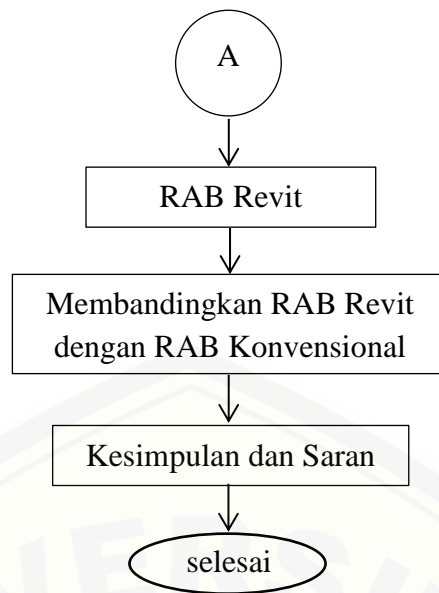 A
RAB Revit
Membandingkan RAB Revit
dengan RAB Konvensional
Kesimpulan dan Saran
selesai